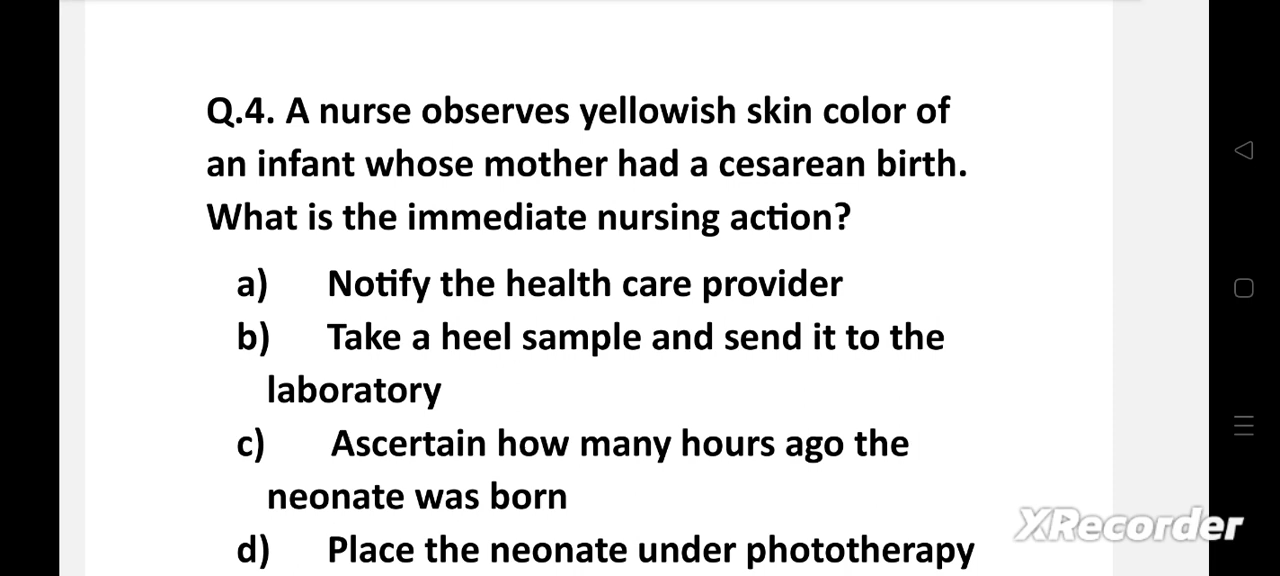 Q.4. A nurse observes yellowish skin color of
an infant whose mother had a cesarean birth.
What is the immediate nursing action?
a) Notify the health care provider
b) Take a heel sample and send it to the
laboratory
c) Ascertain how many hours ago the
neonate was born
d) Place the neonate under phototherapy
XRecorder